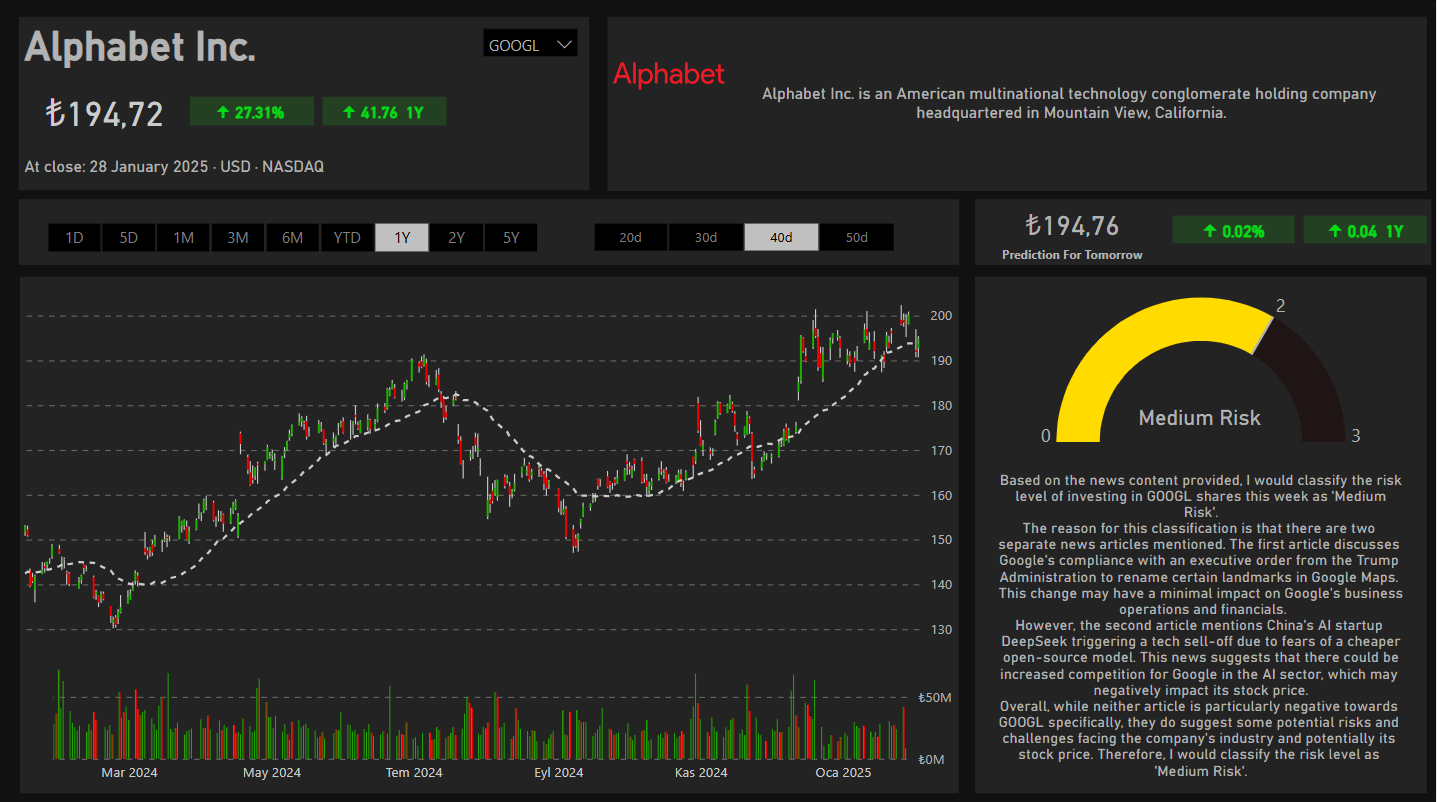 Alphabet Inc.
GOOGL
₺194,72
↑ 27.31%
↑ 41.76 1Y
At close: 28 January 2025 · USD · NASDAQ
Alphabet
Alphabet Inc. is an American multinational technology conglomerate holding company
headquartered in Mountain View, California.
1D 5D 1M 3M 6M YTD 1Y 2Y 5Y
20d 30d 40d 50d
₺194,76
Prediction For Tomorrow
↑ 0.02%
↑ 0.04 1Y
200
190
180
170
160
150
140
130
₺50M
₺0M
Mar 2024 May 2024 Tem 2024 Eyl 2024 Kas 2024 Oca 2025
2
0
3
Medium Risk
Based on the news content provided, I would classify the risk
level of investing in GOOGL shares this week as 'Medium
Risk'.
The reason for this classification is that there are two
separate news articles mentioned. The first article discusses
Google's compliance with an executive order from the Trump
Administration to rename certain landmarks in Google Maps.
This change may have a minimal impact on Google's business
operations and financials.
However, the second article mentions China's AI startup
DeepSeek triggering a tech sell-off due to fears of a cheaper
open-source model. This news suggests that there could be
increased competition for Google in the AI sector, which may
negatively impact its stock price.
Overall, while neither article is particularly negative towards
GOOGL specifically, they do suggest some potential risks and
challenges facing the company's industry and potentially its
stock price. Therefore, I would classify the risk level as
'Medium Risk'.